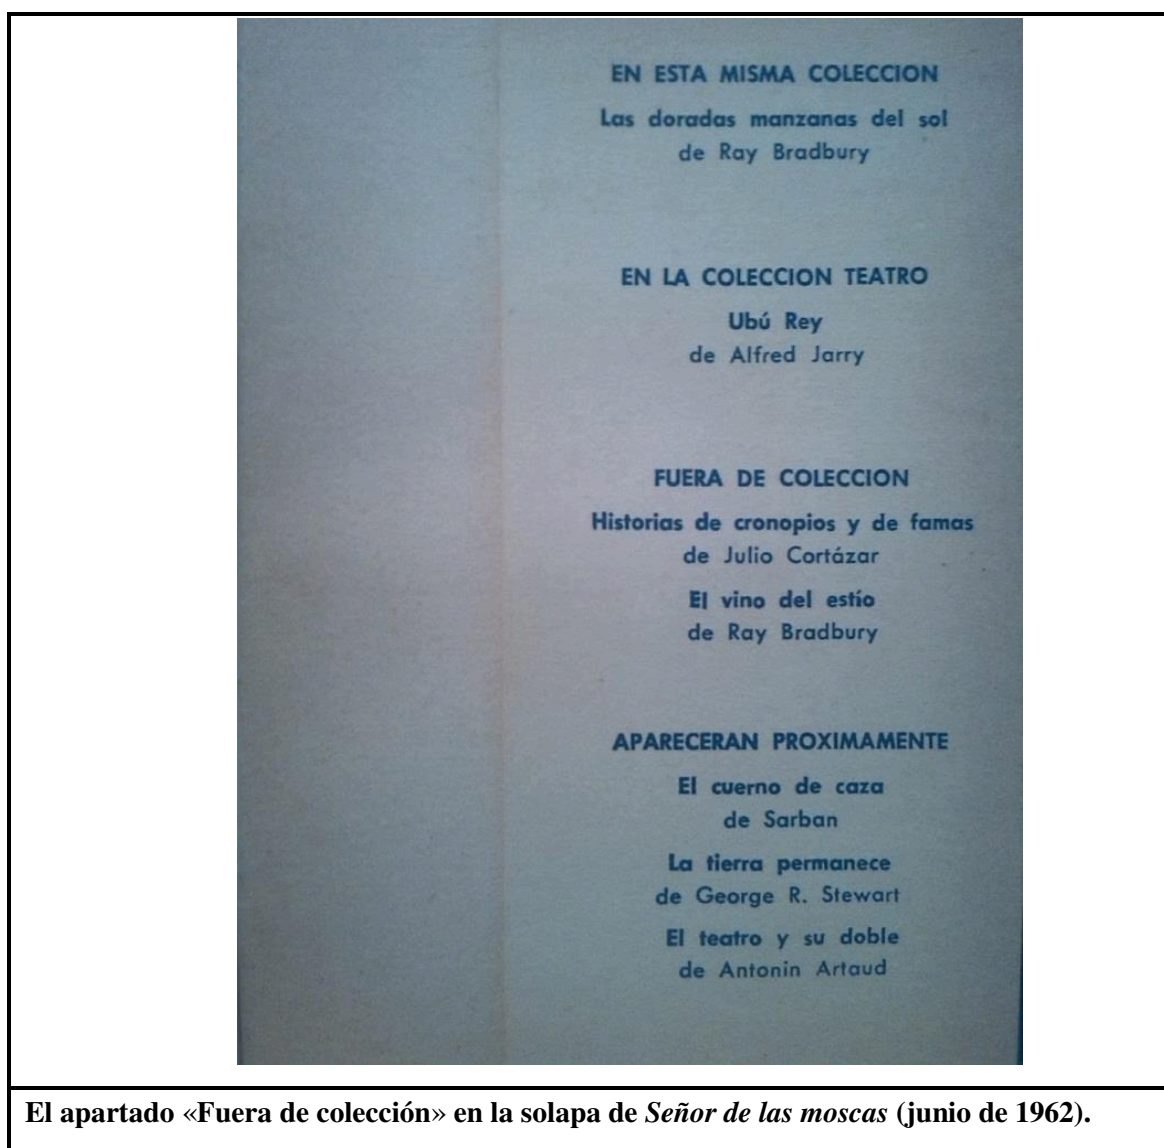 EN ESTA MISMA COLECCION
Las doradas manzanas del sol
de Ray Bradbury
EN LA COLECCION TEATRO
Ubú Rey
de Alfred Jarry
FUERA DE COLECCION
Historias de cronopios y de famas
de Julio Cortázar
El vino del estío
de Ray Bradbury
APARECERAN PROXIMAMENTE
El cuerno de caza
de Sarban
La tierra permanece
de George R. Stewart
El teatro y su doble
de Antonin Artaud
El apartado «Fuera de colección» en la solapa de Señor de las moscas (junio de 1962).